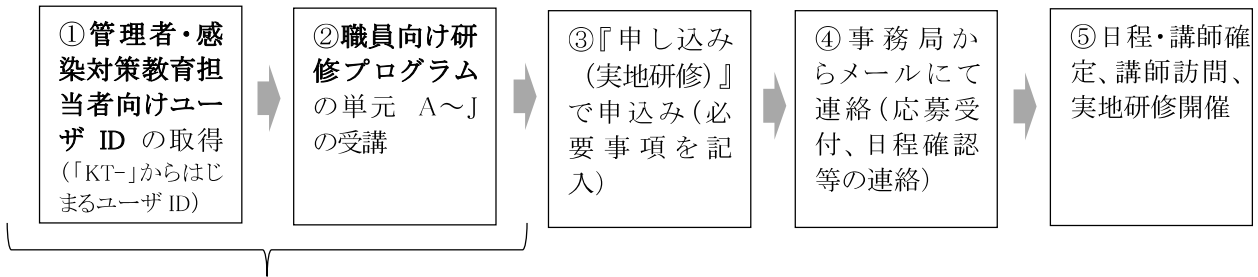 ①管理者・感
染対策教育担
当者向けユー
ザ ID の取得
(「KT-」からはじ
まるユーザ ID)
②職員向け研
修プログラム
の単元 A～J
の受講
③『申し込み
(実地研修)』
で申込み(必
要事項を記
入)
④事務局か
らメールにて
連絡(応募受
付、日程確認
等の連絡)
⑤日程・講師確
定、講師訪問、
実地研修開催